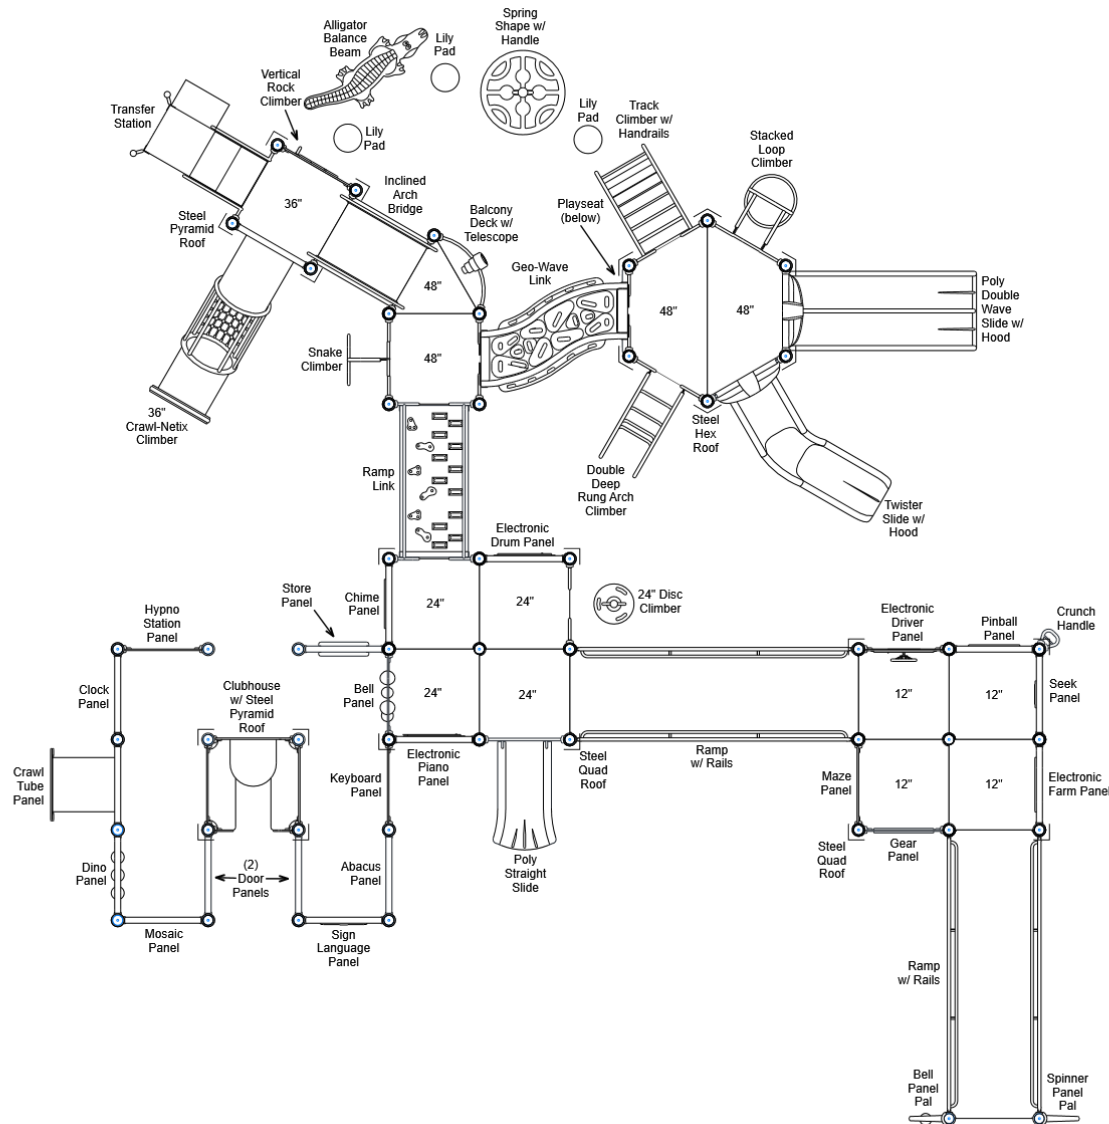 Alligator
Balance
Beam
Lily
Pad
Spring
Shape w/
Handle
Vertical
Rock
Climber
Transfer
Station
Lily
Pad
Lily
Pad
Track
Climber w/
Handrails
Stacked
Loop
Climber
Inclined
Arch
Bridge
36"
Steel
Pyramid
Roof
Balcony
Deck w/
Telescope
Playseat
(below)
Geo-Wave
Link
48"
48"
48"
48"
Poly
Double
Wave
Slide w/
Hood
Snake
Climber
36"
Crawl-Netix
Climber
Steel
Hex
Roof
Ramp
Link
Double
Deep
Rung Arch
Climber
Twister
Slide w/
Hood
Electronic
Drum Panel
Store
Panel
Chime
Panel
24"
24"
24" Disc
Climber
Hypno
Station
Panel
Electronic
Driver
Panel
Pinball
Panel
Crunch
Handle
Clock
Panel
Clubhouse
w/ Steel
Pyramid
Roof
Bell
Panel
24"
24"
12"
12"
Seek
Panel
Crawl
Tube
Panel
Keyboard
Panel
Electronic
Piano
Panel
Steel
Quad
Roof
Ramp
w/ Rails
Maze
Panel
12"
12"
Electronic
Farm Panel
Dino
Panel
(2)
Door
Panels
Abacus
Panel
Poly
Straight
Slide
Steel
Quad
Roof
Gear
Panel
Mosaic
Panel
Sign
Language
Panel
Ramp
w/ Rails
Bell
Panel
Pal
Spinner
Panel
Pal